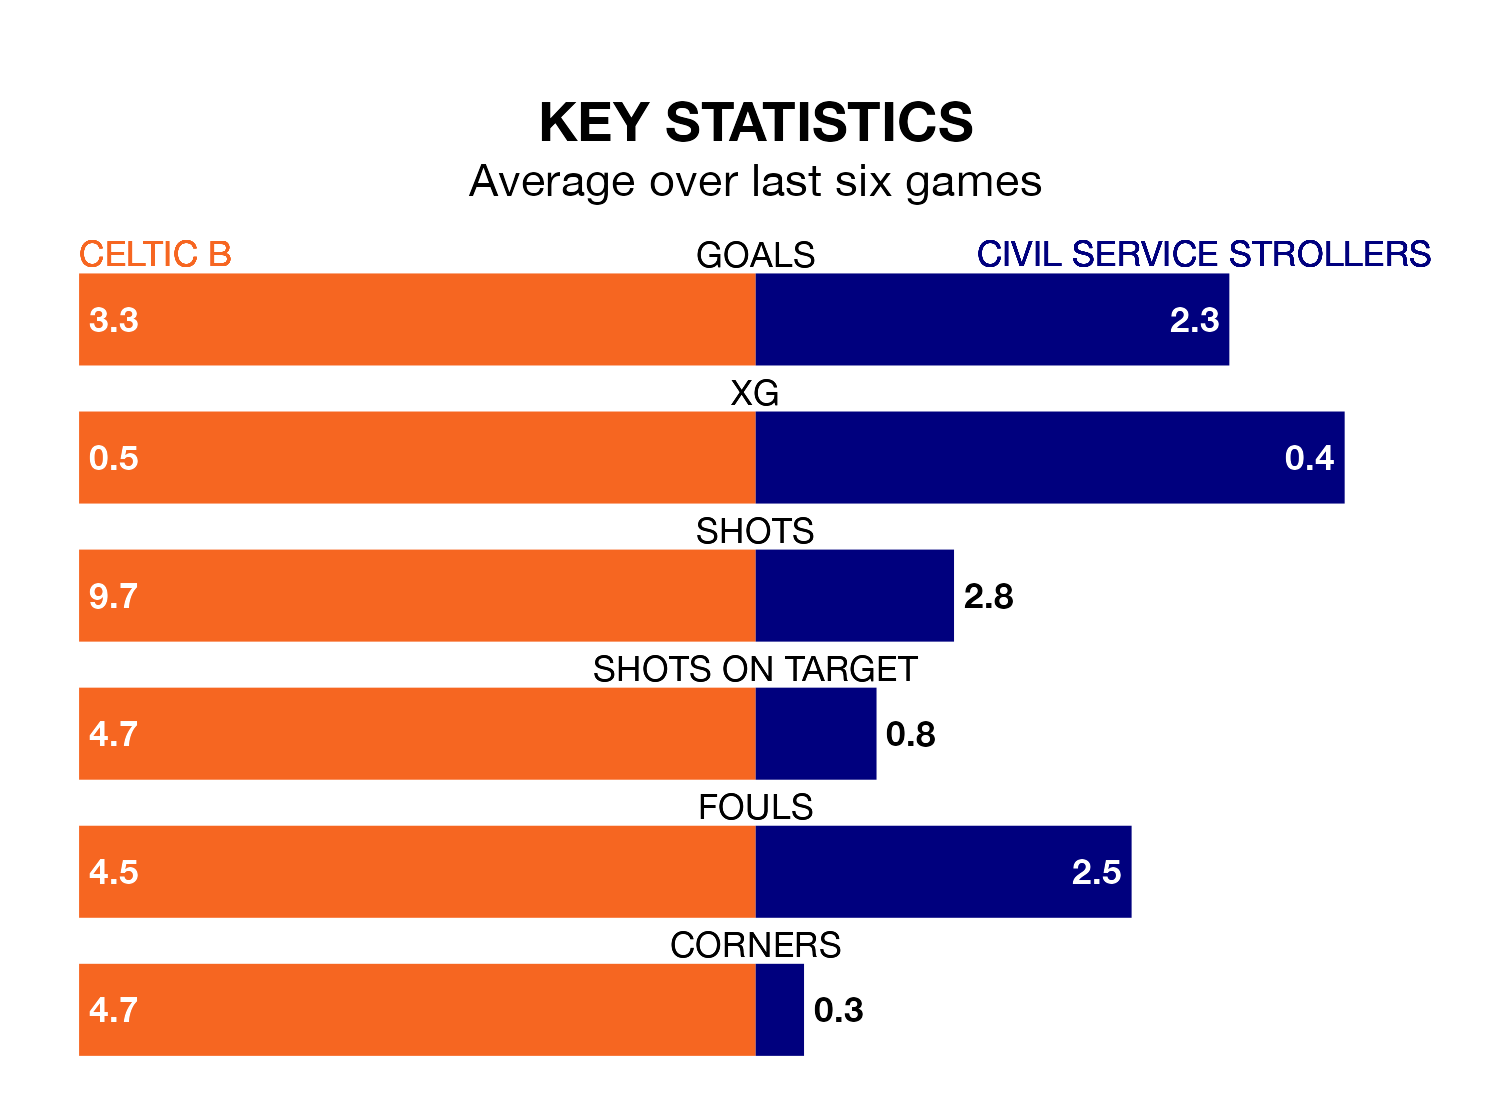 KEY STATISTICS
Average over last six games
CELTIC B GOALS CIVIL SERVICE STROLLERS
3.3 2.3
XG
0.5 0.4
SHOTS
9.7 2.8
SHOTS ON TARGET
4.7 0.8
FOULS
4.5 2.5
CORNERS
4.7 0.3